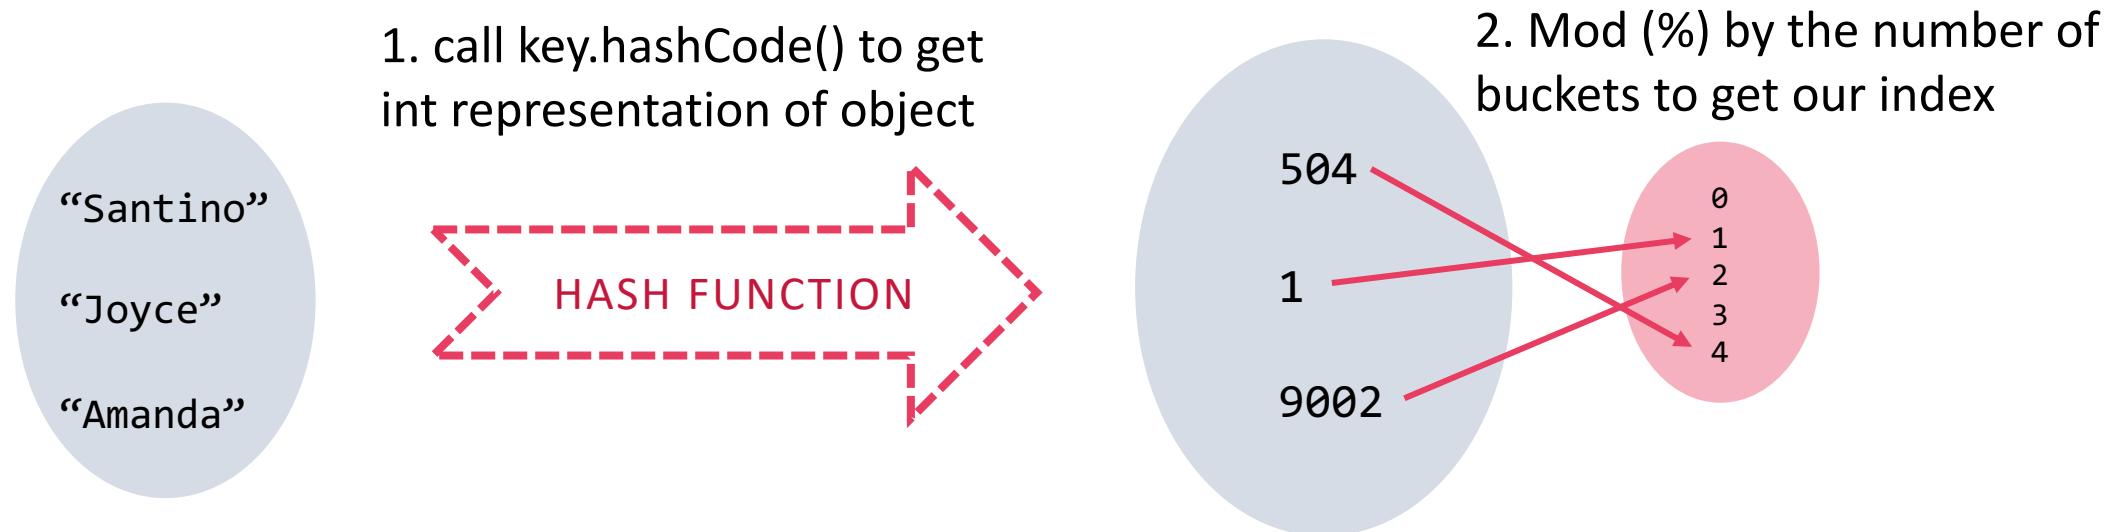 1. call key.hashCode() to get
int representation of object
“Santino”
“Joyce”
“Amanda”
HASH FUNCTION
504
1
9002
2. Mod (%) by the number of
buckets to get our index
0
1
2
3
4